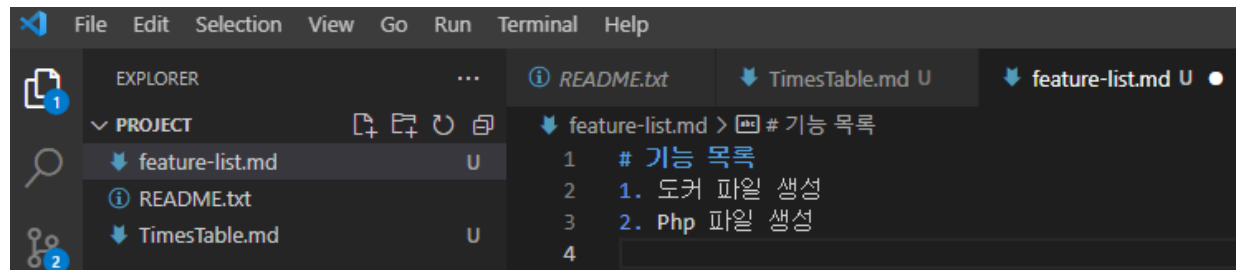 File Edit Selection View Go Run Terminal Help
EXPLORER ...
README.txt TimesTable.md U feature-list.md U
1
PROJECT
feature-list.md > # 기능 목록
feature-list.md U
1 # 기능 목록
README.txt
2 1. 도커 파일 생성
TimesTable.md U
3 2. Php 파일 생성
2
4